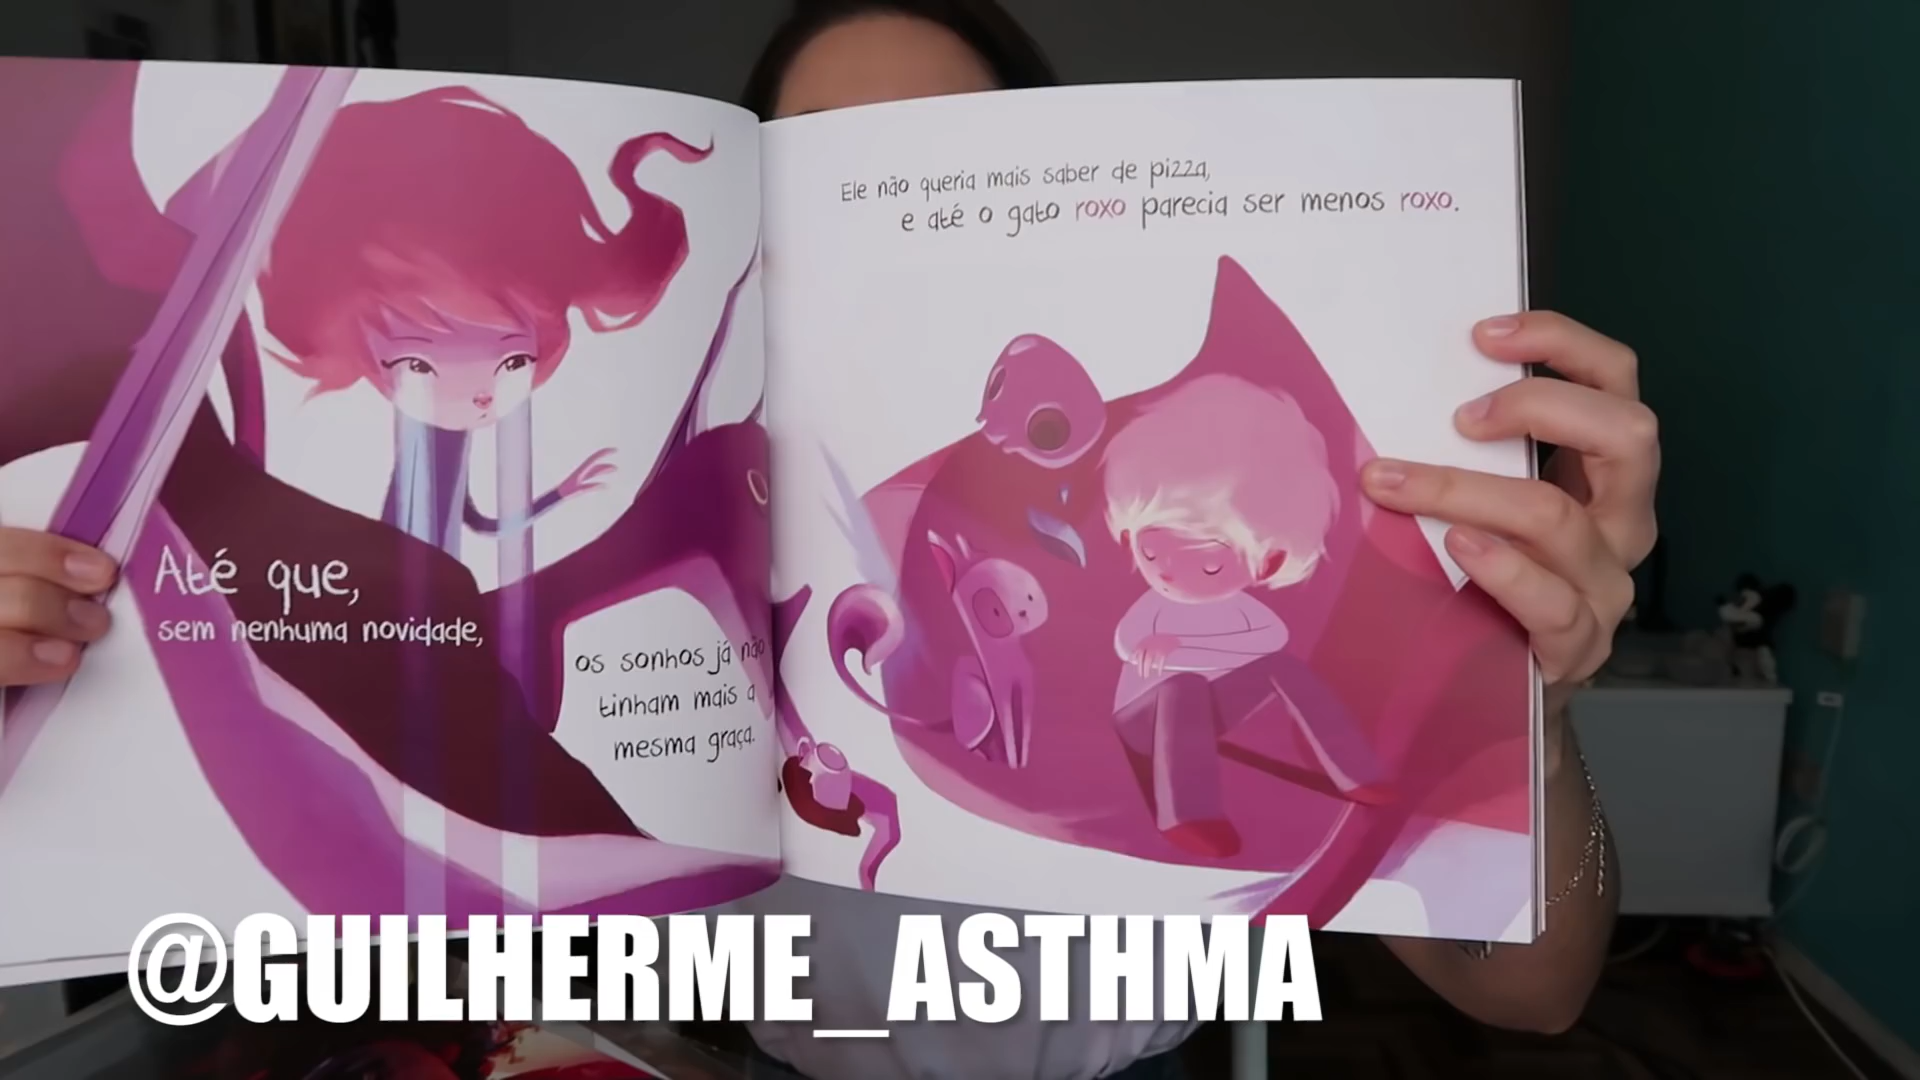 Até que,
sem nenhuma novidade,
os sonhos já não
tinham mais a
mesma graça.
Ele não queria mais saber de pizza,
e até o gato roxo parecia ser menos roxo.
@GUILHERME_ASTHMA